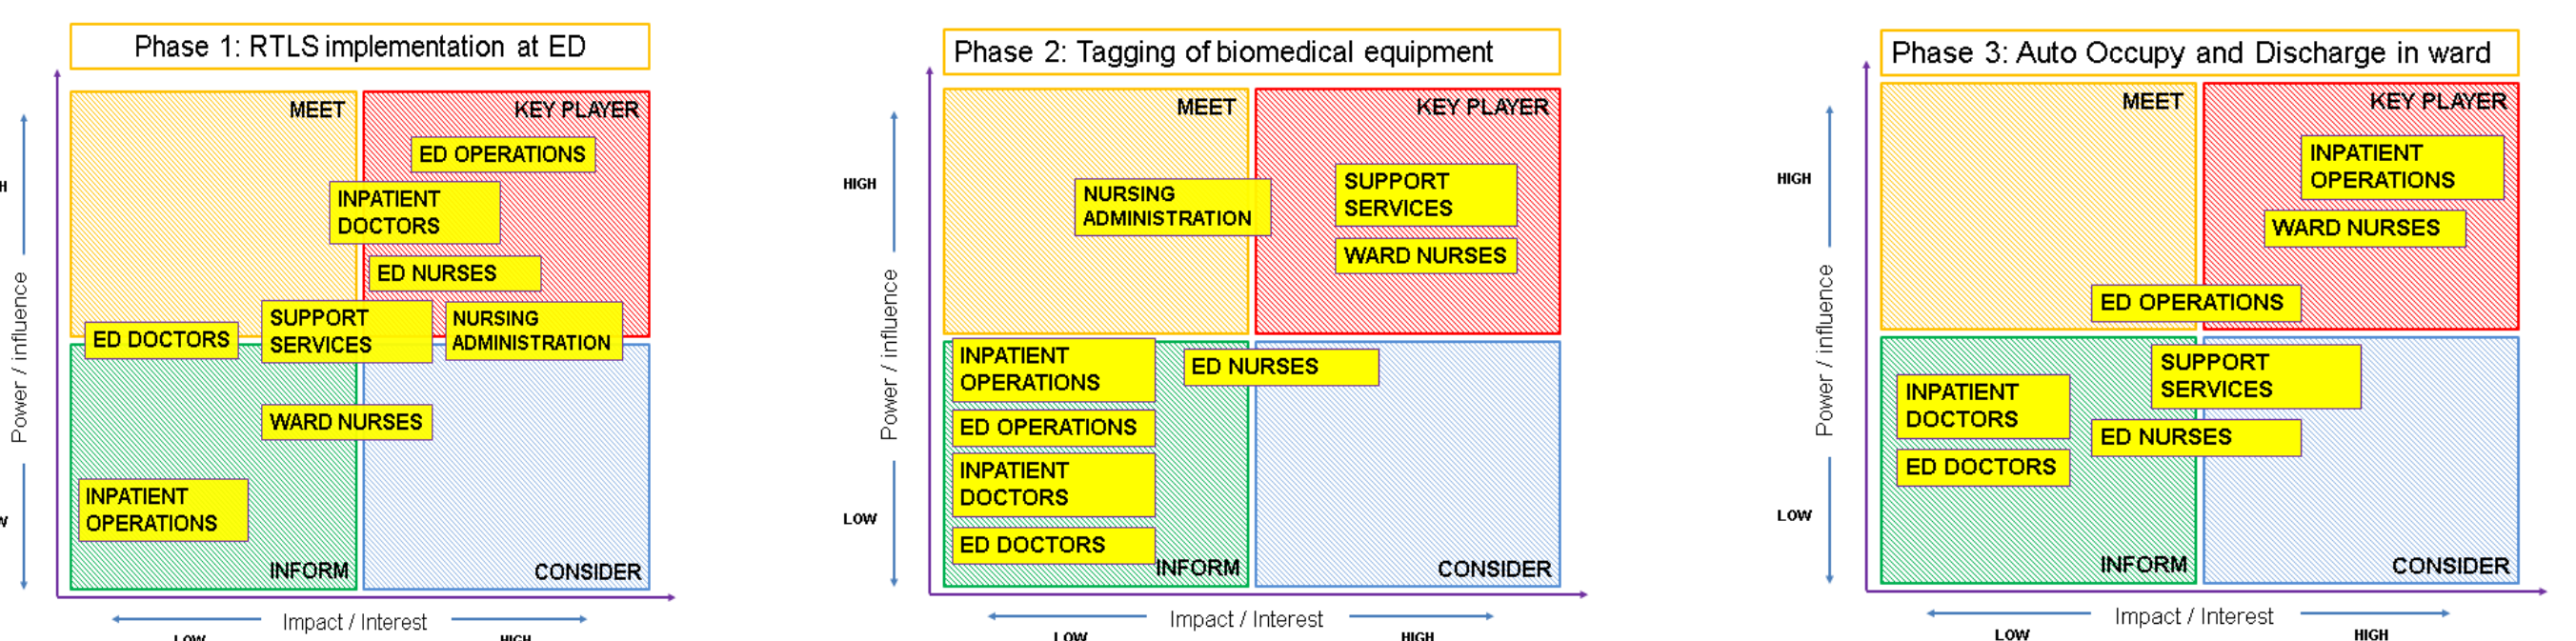 Phase 1: RTLS implementation at ED
MEET
KEY PLAYER
ED OPERATIONS
INPATIENT
DOCTORS
ED NURSES
SUPPORT
SERVICES
NURSING
ADMINISTRATION
ED DOCTORS
WARD NURSES
INPATIENT
OPERATIONS
INFORM
CONSIDER
Power / influence
Impact / Interest
LOW
HIGH
Phase 2: Tagging of biomedical equipment
MEET
KEY PLAYER
HIGH
NURSING
ADMINISTRATION
SUPPORT
SERVICES
WARD NURSES
Power / influence
INPATIENT
OPERATIONS
ED NURSES
ED OPERATIONS
INPATIENT
DOCTORS
LOW
ED DOCTORS
INFORM
CONSIDER
Impact / Interest
LOW
HIGH
Phase 3: Auto Occupy and Discharge in ward
MEET
KEY PLAYER
HIGH
INPATIENT
OPERATIONS
WARD NURSES
ED OPERATIONS
Power / influence
SUPPORT
SERVICES
INPATIENT
DOCTORS
ED NURSES
ED DOCTORS
LOW
INFORM
CONSIDER
Impact / Interest
LOW
HIGH